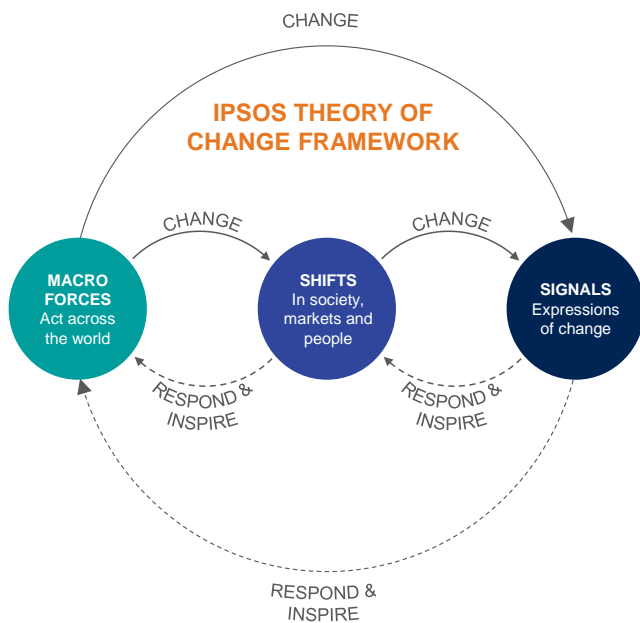 CHANGE
IPSOS THEORY OF
CHANGE FRAMEWORK
CHANGE
CHANGE
MACRO
FORCES
Act across
the world
SHIFTS
In society,
markets and
people
SIGNALS
Expressions
of change
RESPOND &
INSPIRE
RESPOND &
INSPIRE
RESPOND &
INSPIRE